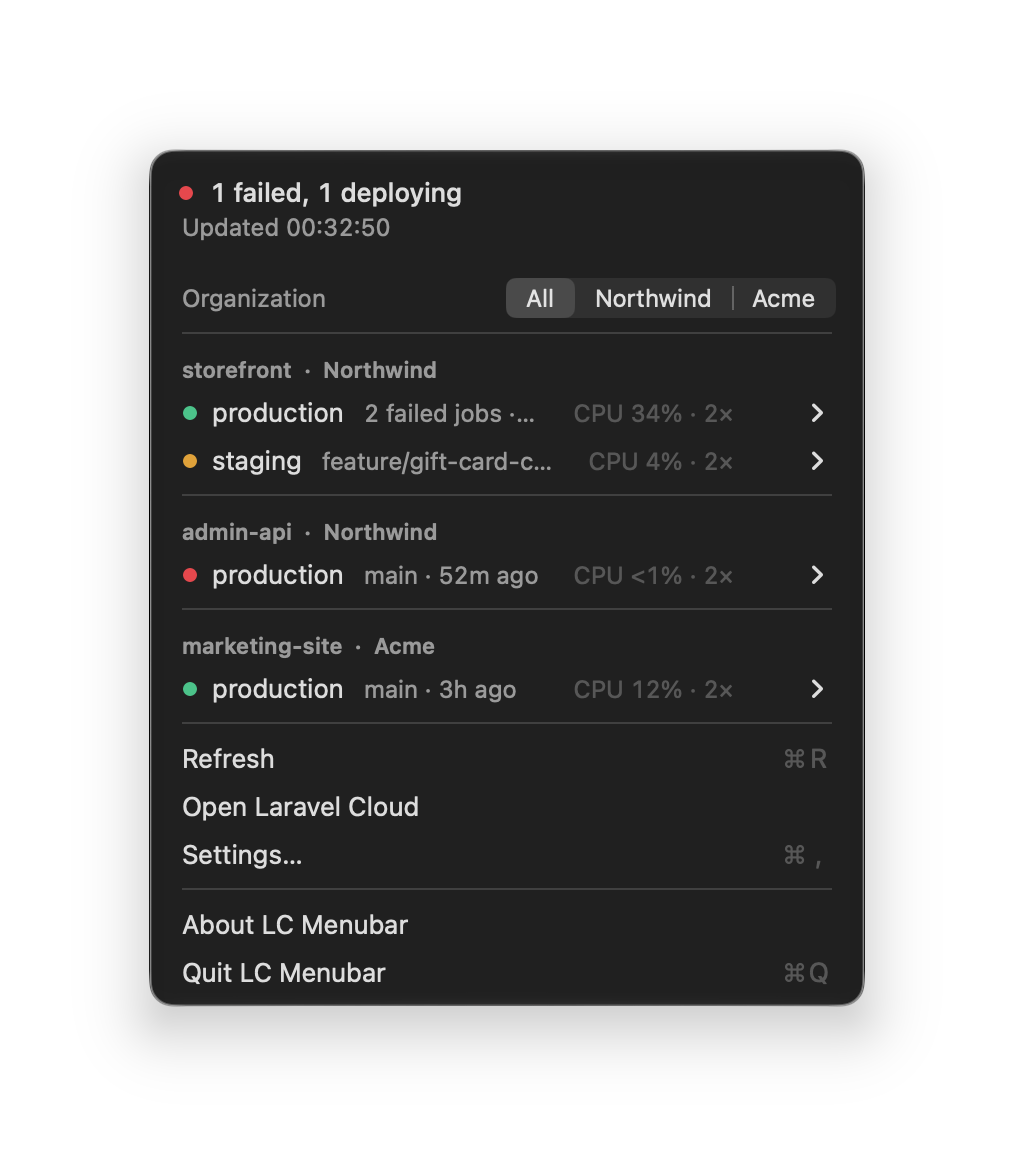 1 failed, 1 deploying
Updated 00:32:50
Organization All Northwind Acme
storefront · Northwind
production 2 failed jobs ·... CPU 34% · 2×
staging feature/gift-card-c... CPU 4% · 2×
admin-api · Northwind
production main · 52m ago CPU <1% · 2×
marketing-site · Acme
production main · 3h ago CPU 12% · 2×
Refresh ⌘R
Open Laravel Cloud
Settings... ⌘,
About LC Menubar
Quit LC Menubar ⌘Q